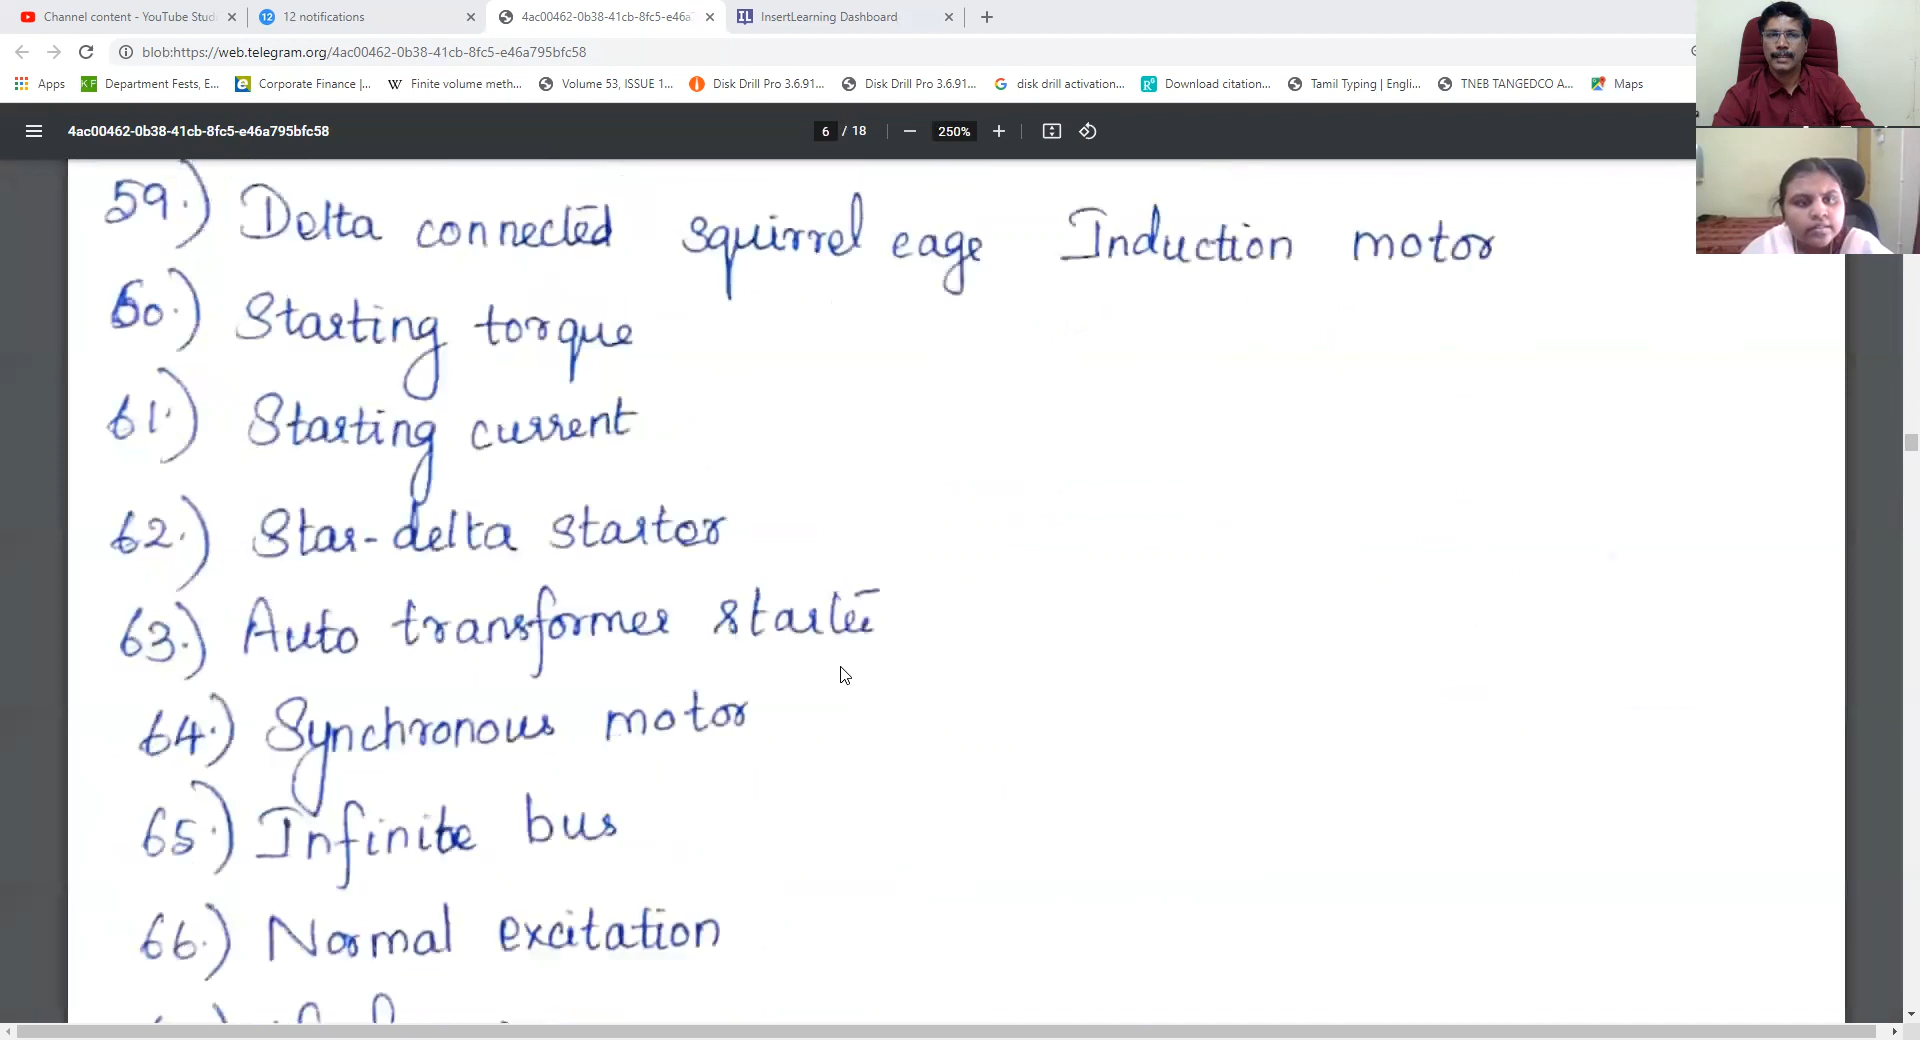 Channel content - YouTube Stud
12 notifications
4ac00462-0b38-41cb-8fc5-e46a7
InsertLearning Dashboard
blob:https://web.telegram.org/4ac00462-0b38-41cb-8fc5-e46a795bfc58
Apps
Department Fests, E...
Corporate Finance |...
Finite volume meth...
Volume 53, ISSUE 1...
Disk Drill Pro 3.6.91...
Disk Drill Pro 3.6.91...
disk drill activation...
Download citation...
Tamil Typing | Engli...
TNEB TANGEDCO A...
Maps
4ac00462-0b38-41cb-8fc5-e46a795bfc58
6 / 18
250%
59.) Delta connected squirrel cage Induction motor
60.) Starting torque
61.) Starting current
62.) Star-delta startor
63.) Auto transformer starter
64.) Synchronous motor
65.) Infinite bus
66.) Normal excitation